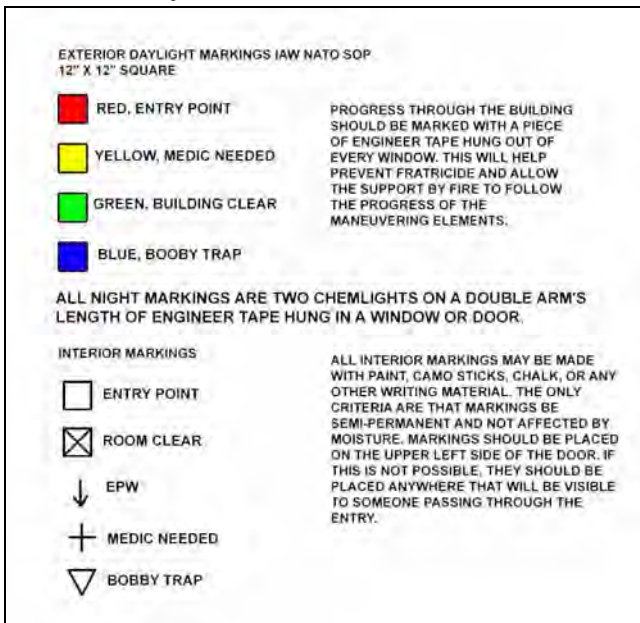 EXTERIOR DAYLIGHT MARKINGS IAW NATO SOP
12" X 12" SQUARE
RED, ENTRY POINT
YELLOW, MEDIC NEEDED
GREEN, BUILDING CLEAR
BLUE, BOOBY TRAP
PROGRESS THROUGH THE BUILDING
SHOULD BE MARKED WITH A PIECE
OF ENGINEER TAPE HUNG OUT OF
EVERY WINDOW. THIS WILL HELP
PREVENT FRATRICIDE AND ALLOW
THE SUPPORT BY FIRE TO FOLLOW
THE PROGRESS OF THE
MANEUVERING ELEMENTS.
ALL NIGHT MARKINGS ARE TWO CHEMLIGHTS ON A DOUBLE ARM'S
LENGTH OF ENGINEER TAPE HUNG IN A WINDOW OR DOOR.
INTERIOR MARKINGS
ENTRY POINT
ROOM CLEAR
EPW
MEDIC NEEDED
BOBBY TRAP
ALL INTERIOR MARKINGS MAY BE MADE
WITH PAINT, CAMO STICKS, CHALK, OR ANY
OTHER WRITING MATERIAL. THE ONLY
CRITERIA ARE THAT MARKINGS BE
SEMI-PERMANENT AND NOT AFFECTED BY
MOISTURE. MARKINGS SHOULD BE PLACED
ON THE UPPER LEFT SIDE OF THE DOOR. IF
THIS IS NOT POSSIBLE, THEY SHOULD BE
PLACED ANYWHERE THAT WILL BE VISIBLE
TO SOMEONE PASSING THROUGH THE
ENTRY.